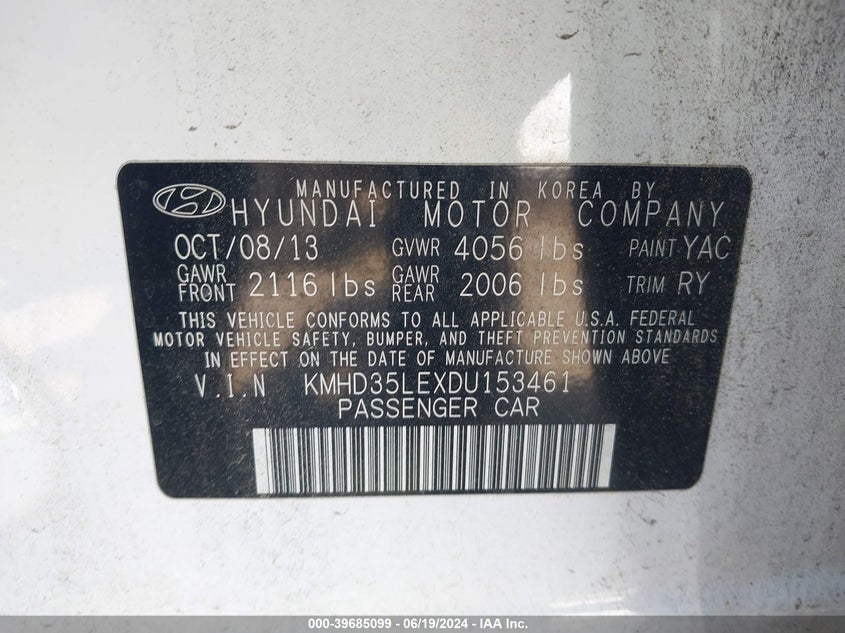 MANUFACTURED IN KOREA BY
HYUNDAI MOTOR COMPANY
OCT/08/13 GVWR 4056 lbs PAINT YAC
GAWR FRONT 2116 lbs GAWR REAR 2006 lbs TRIM RY
THIS VEHICLE CONFORMS TO ALL APPLICABLE U.S.A. FEDERAL
MOTOR VEHICLE SAFETY, BUMPER, AND THEFT PREVENTION STANDARDS
IN EFFECT ON THE DATE OF MANUFACTURE SHOWN ABOVE.
V.I.N KMHD35LEXDU153461
PASSENGER CAR
000-39685099 / 06/19/2024 - IAA Inc.